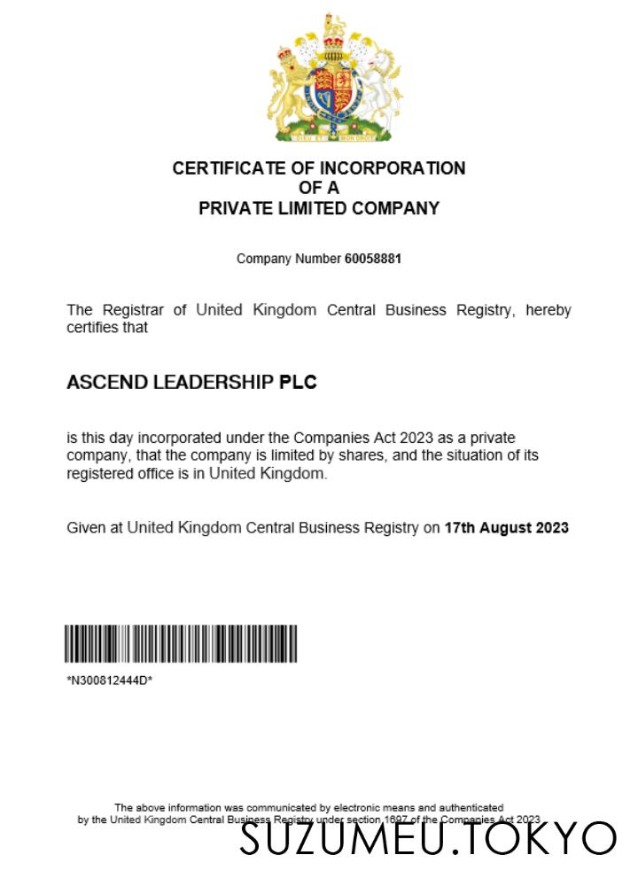 CERTIFICATE OF INCORPORATION
OF A
PRIVATE LIMITED COMPANY
Company Number 60058881
The Registrar of United Kingdom Central Business Registry, hereby
certifies that
ASCEND LEADERSHIP PLC
is this day incorporated under the Companies Act 2023 as a private
company, that the company is limited by shares, and the situation of its
registered office is in United Kingdom.
Given at United Kingdom Central Business Registry on 17th August 2023
*N300812444D*
The above information was communicated by electronic means and authenticated
by the United Kingdom Central Business Registry under section 1697 of the Companies Act 2023
SUZUMEU.TOKYO